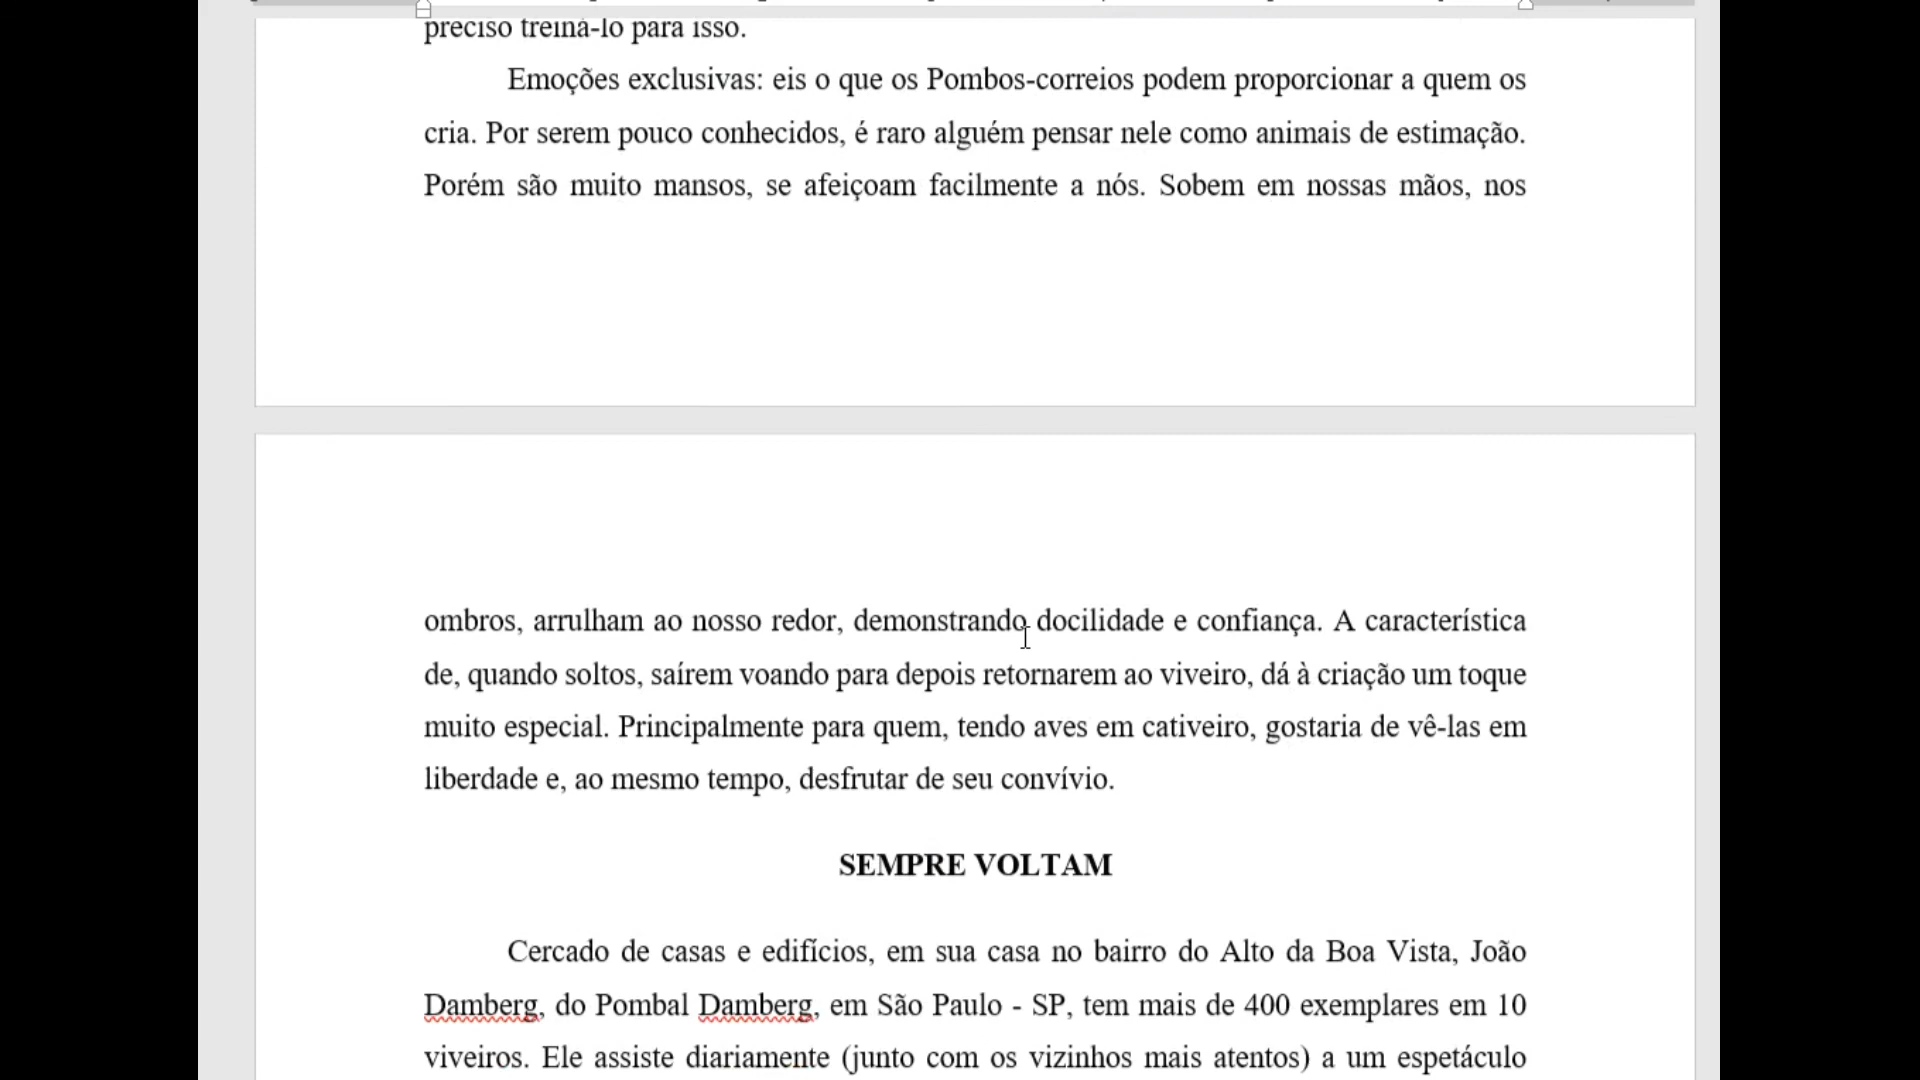 preciso treiná-lo para isso.
Emoções exclusivas: eis o que os Pombos-correios podem proporcionar a quem os
cria. Por serem pouco conhecidos, é raro alguém pensar nele como animais de estimação.
Porém são muito mansos, se afeiçoam facilmente a nós. Sobem em nossas mãos, nos
ombros, arrulham ao nosso redor, demonstrando docilidade e confiança. A característica
de, quando soltos, saírem voando para depois retornarem ao viveiro, dá à criação um toque
muito especial. Principalmente para quem, tendo aves em cativeiro, gostaria de vê-las em
liberdade e, ao mesmo tempo, desfrutar de seu convívio.
SEMPRE VOLTAM
Cercado de casas e edifícios, em sua casa no bairro do Alto da Boa Vista, João
Damberg, do Pombal Damberg, em São Paulo - SP, tem mais de 400 exemplares em 10
viveiros. Ele assiste diariamente (junto com os vizinhos mais atentos) a um espetáculo